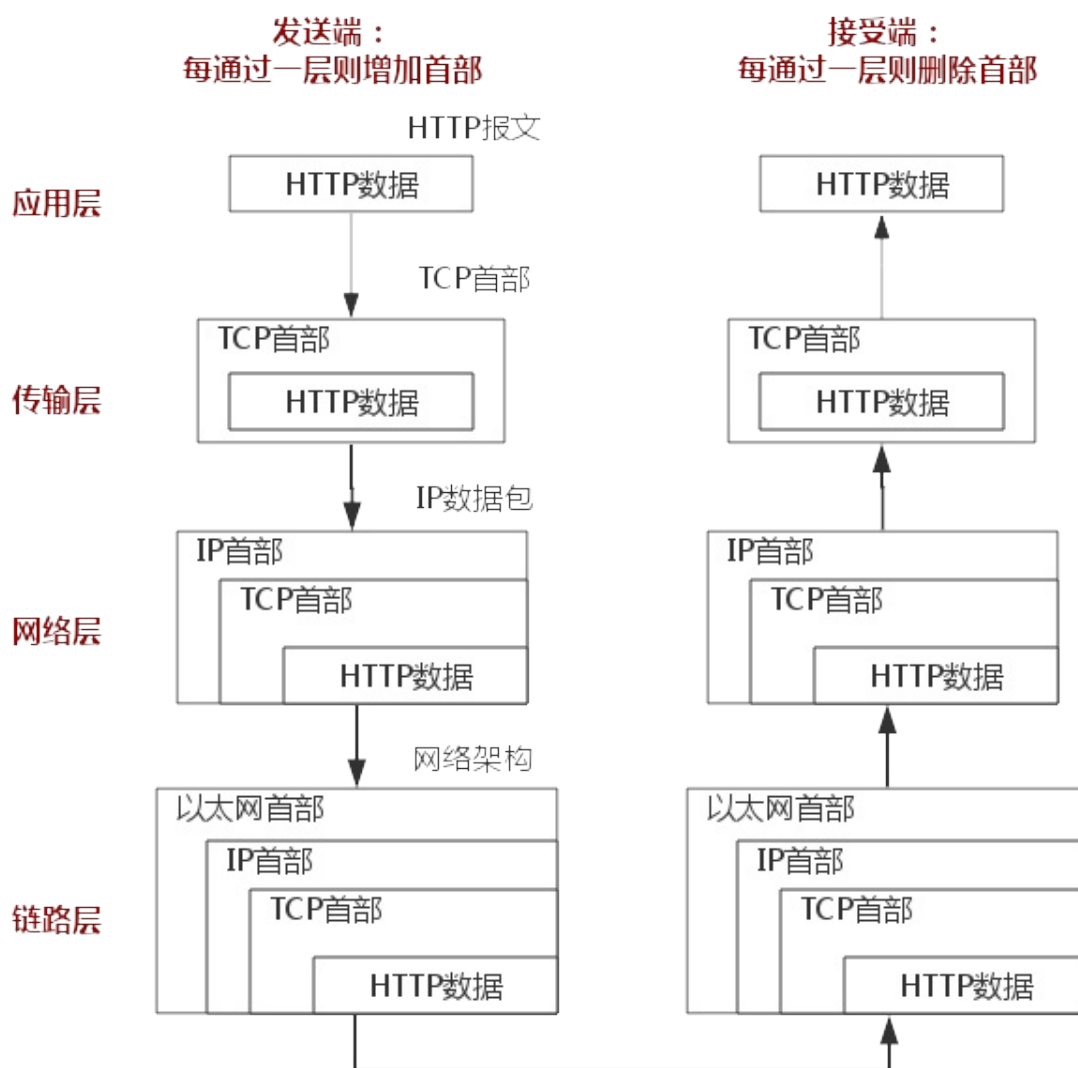 发送端：
每通过一层则增加首部
接受端：
每通过一层则删除首部
HTTP报文
应用层
HTTP数据
HTTP数据
TCP首部
TCP首部
TCP首部
传输层
HTTP数据
HTTP数据
IP数据包
IP首部
IP首部
TCP首部
TCP首部
网络层
HTTP数据
HTTP数据
网络架构
以太网首部
以太网首部
IP首部
IP首部
TCP首部
TCP首部
链路层
HTTP数据
HTTP数据